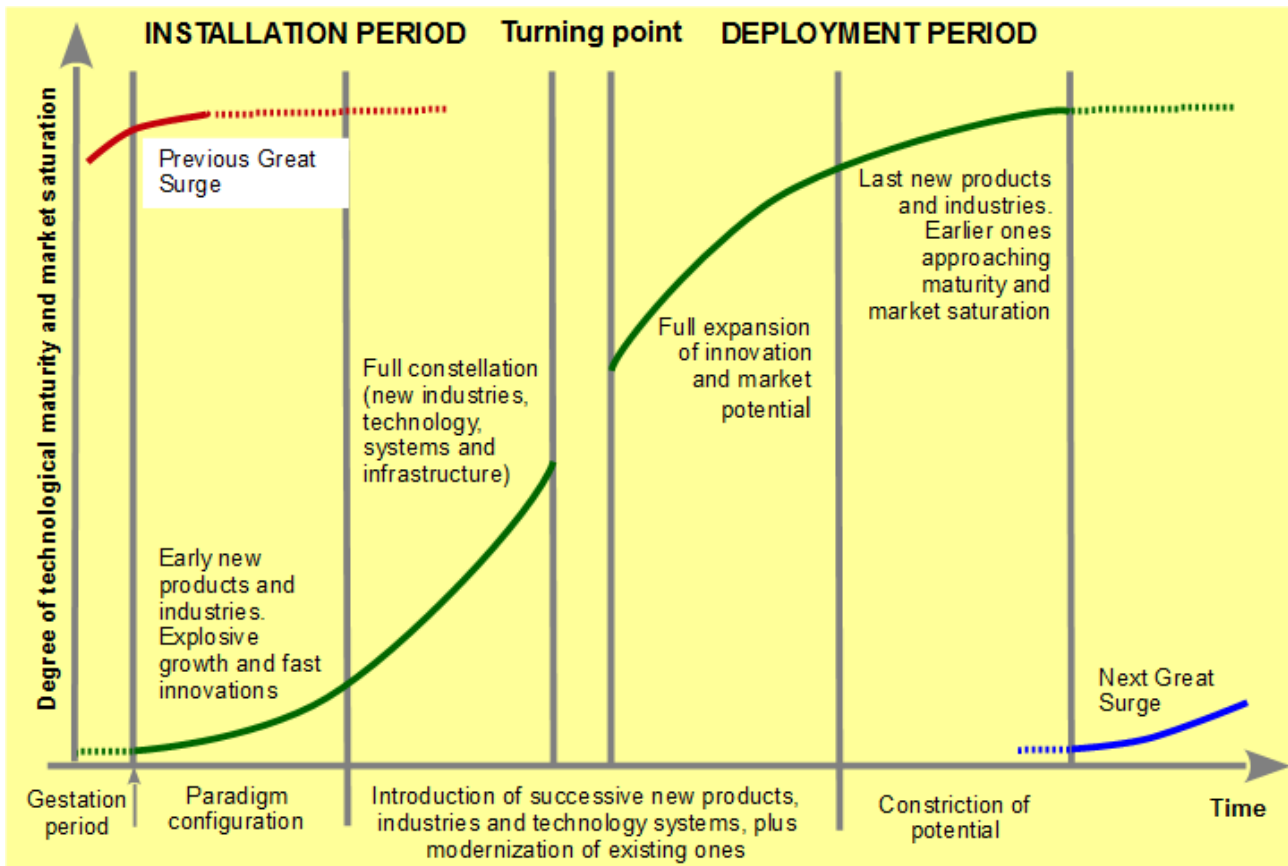 INSTALLATION PERIOD
Turning point
DEPLOYMENT PERIOD
Degree of technological maturity and market saturation
Previous Great
Surge
Last new products
and industries.
Earlier ones
approaching
maturity and
market saturation
Full expansion
of innovation
and market
potential
Full constellation
(new industries,
technology,
systems and
infrastructure)
Early new
products and
industries.
Explosive
growth and fast
innovations
Next Great
Surge
Gestation
period
Paradigm
configuration
Introduction of successive new products,
industries and technology systems, plus
modernization of existing ones
Constriction of
potential
Time